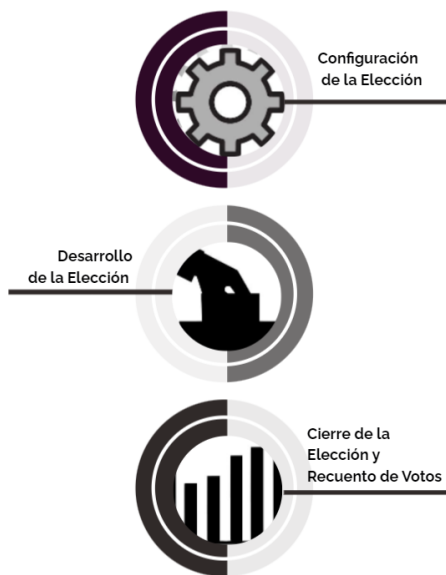 Configuración
de la Elección
Desarrollo
de la Elección
Cierre de la
Elección y
Recuento de Votos